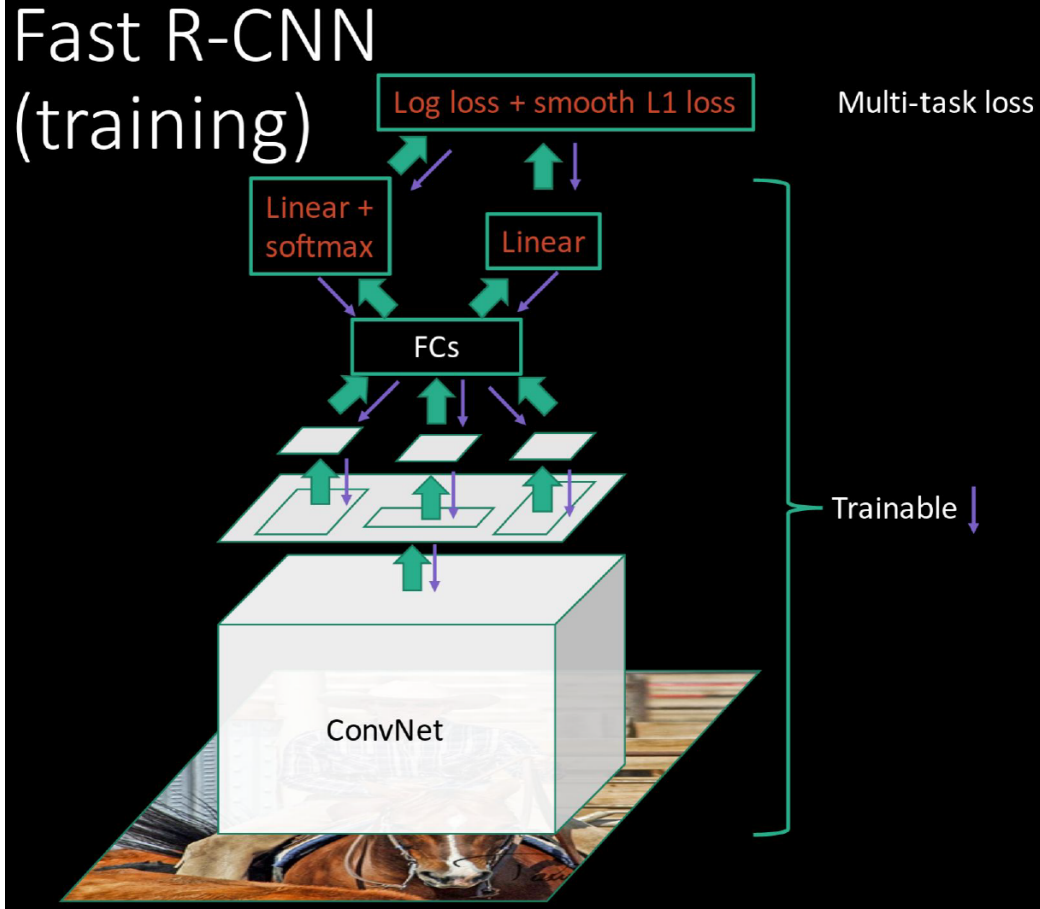 Fast R-CNN
(training)
Log loss + smooth L1 loss
Multi-task loss
Linear +
softmax
Linear
FCs
Trainable
ConvNet